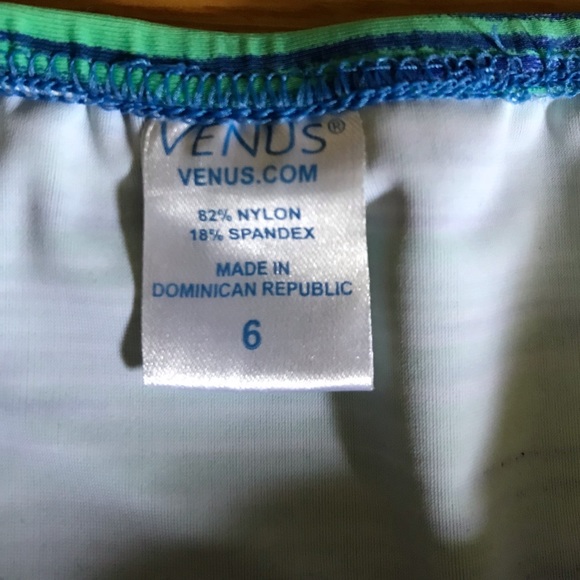 VENUS®
VENUS.COM
82% NYLON
18% SPANDEX
MADE IN
DOMINICAN REPUBLIC
6